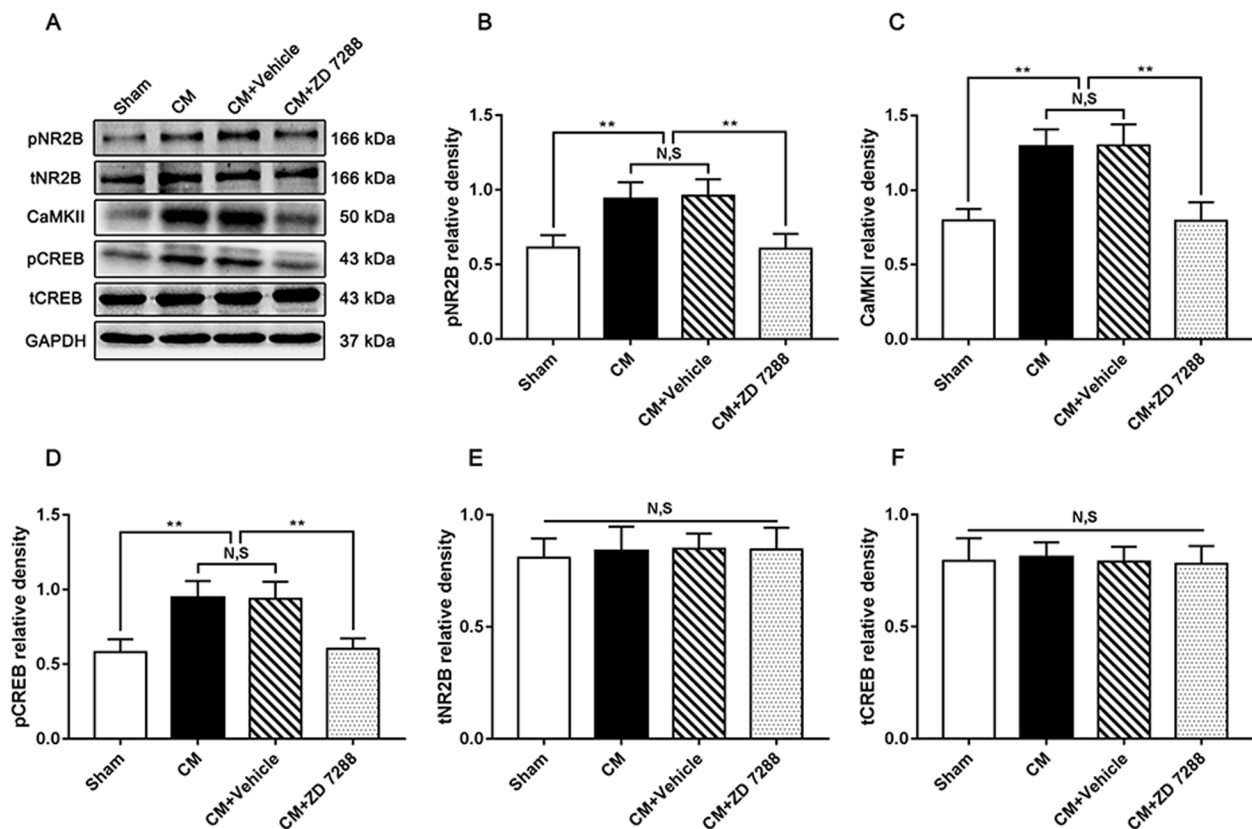 A
Sham
CM
CM+Vehicle
CM+ZD 7288
pNR2B 166 kDa
tNR2B 166 kDa
CaMKII 50 kDa
pCREB 43 kDa
tCREB 43 kDa
GAPDH 37 kDa
B
pNR2B relative density
1.5
1.0
0.5
0.0
** **
N,S
Sham
CM
CM+Vehicle
CM+ZD 7288
C
CaMKII relative density
1.5
1.0
0.5
0.0
** **
N,S
Sham
CM
CM+Vehicle
CM+ZD 7288
D
pCREB relative density
1.5
1.0
0.5
0.0
** **
N,S
Sham
CM
CM+Vehicle
CM+ZD 7288
E
tNR2B relative density
1.0
0.5
0.0
N,S
Sham
CM
CM+Vehicle
CM+ZD 7288
F
tCREB relative density
1.0
0.5
0.0
N,S
Sham
CM
CM+Vehicle
CM+ZD 7288